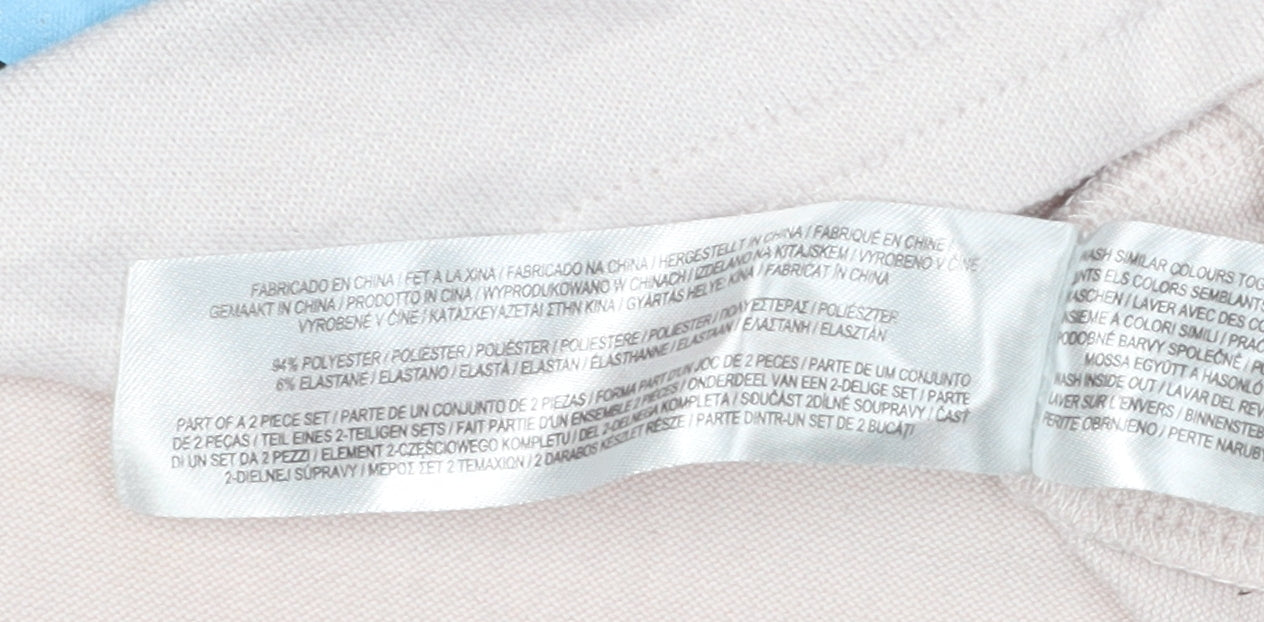 FABRICADO EN CHINA / FET A LA XINA / FABRICADO NA CHINA / HERGESTELLT IN CHINA / FABRIQUÉ EN CHINE /
GEMAAKT IN CHINA / PRODOTTO IN CINA / WYPRODUKOWANO W CHINACH / IZDELANO NA KITAJSKEM / VYROBENO V ČÍNĚ
VYROBENÉ V ČÍNE / ΚΑΤΑΣΚΕΥΑΖΕΤΑΙ ΣΤΗΝ ΚΙΝΑ / GYÁRTÁS HELYE: KÍNA / FABRICAT ÎN CHINA
94% POLYESTER / POLIÉSTER / POLIÈSTER / POLIESTERE / POLIESTER / ΠΟΛΥΕΣΤΕΡΑΣ / POLIÉSZTER
6% ELASTANE / ELASTANO / ELASTÀ / ELASTAN / ÉLASTHANNE / ELASTAAN / ΕΛΑΣΤΑΝΗ / ELASZTÁN
PART OF A 2 PIECE SET / PARTE DE UN CONJUNTO DE 2 PIEZAS / FORMA PART D'UN JOC DE 2 PECES / PARTE DE UM CONJUNTO
DE 2 PEÇAS / TEIL EINES 2-TEILIGEN SETS / FAIT PARTIE D'UN ENSEMBLE 2 PIÈCES / ONDERDEEL VAN EEN 2-DELIGE SET / PARTE
DI UN SET DA 2 PEZZI / ELEMENT 2-CZĘŚCIOWEGO KOMPLETU / DEL 2-DELNEGA KOMPLETA / SOUČÁST 2DÍLNÉ SOUPRAVY / ČASŤ
2-DIELNEJ SÚPRAVY / ΜΕΡΟΣ ΣΕΤ 2 ΤΕΜΑΧΙΩΝ / 2 DARABOS KÉSZLET RÉSZE / PARTE DINTR-UN SET DE 2 BUCĂȚI
WASH SIMILAR COLOURS TOG
ELS COLORS SEMBLANTS
WASCHEN / LAVER AVEC DES CO
A COLORI SIMILI / PRAĆ
PODOBNÉ BARVY SPOLEČNĚ /
MOSSA EGYÜTT A HASONLÓ
WASH INSIDE OUT / LAVAR DEL REV
LAVER SUR L'ENVERS / BINNENSTEB
PERITE OBRNJENO / PERTE NARUBY